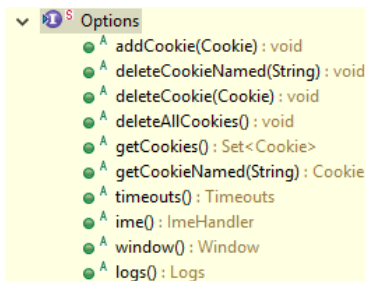 S Options
A addCookie(Cookie) : void
A deleteCookieNamed(String) : void
A deleteCookie(Cookie) : void
A deleteAllCookies() : void
A getCookies() : Set<Cookie>
A getCookieNamed(String) : Cookie
A timeouts() : Timeouts
A ime() : ImeHandler
A window() : Window
A logs() : Logs